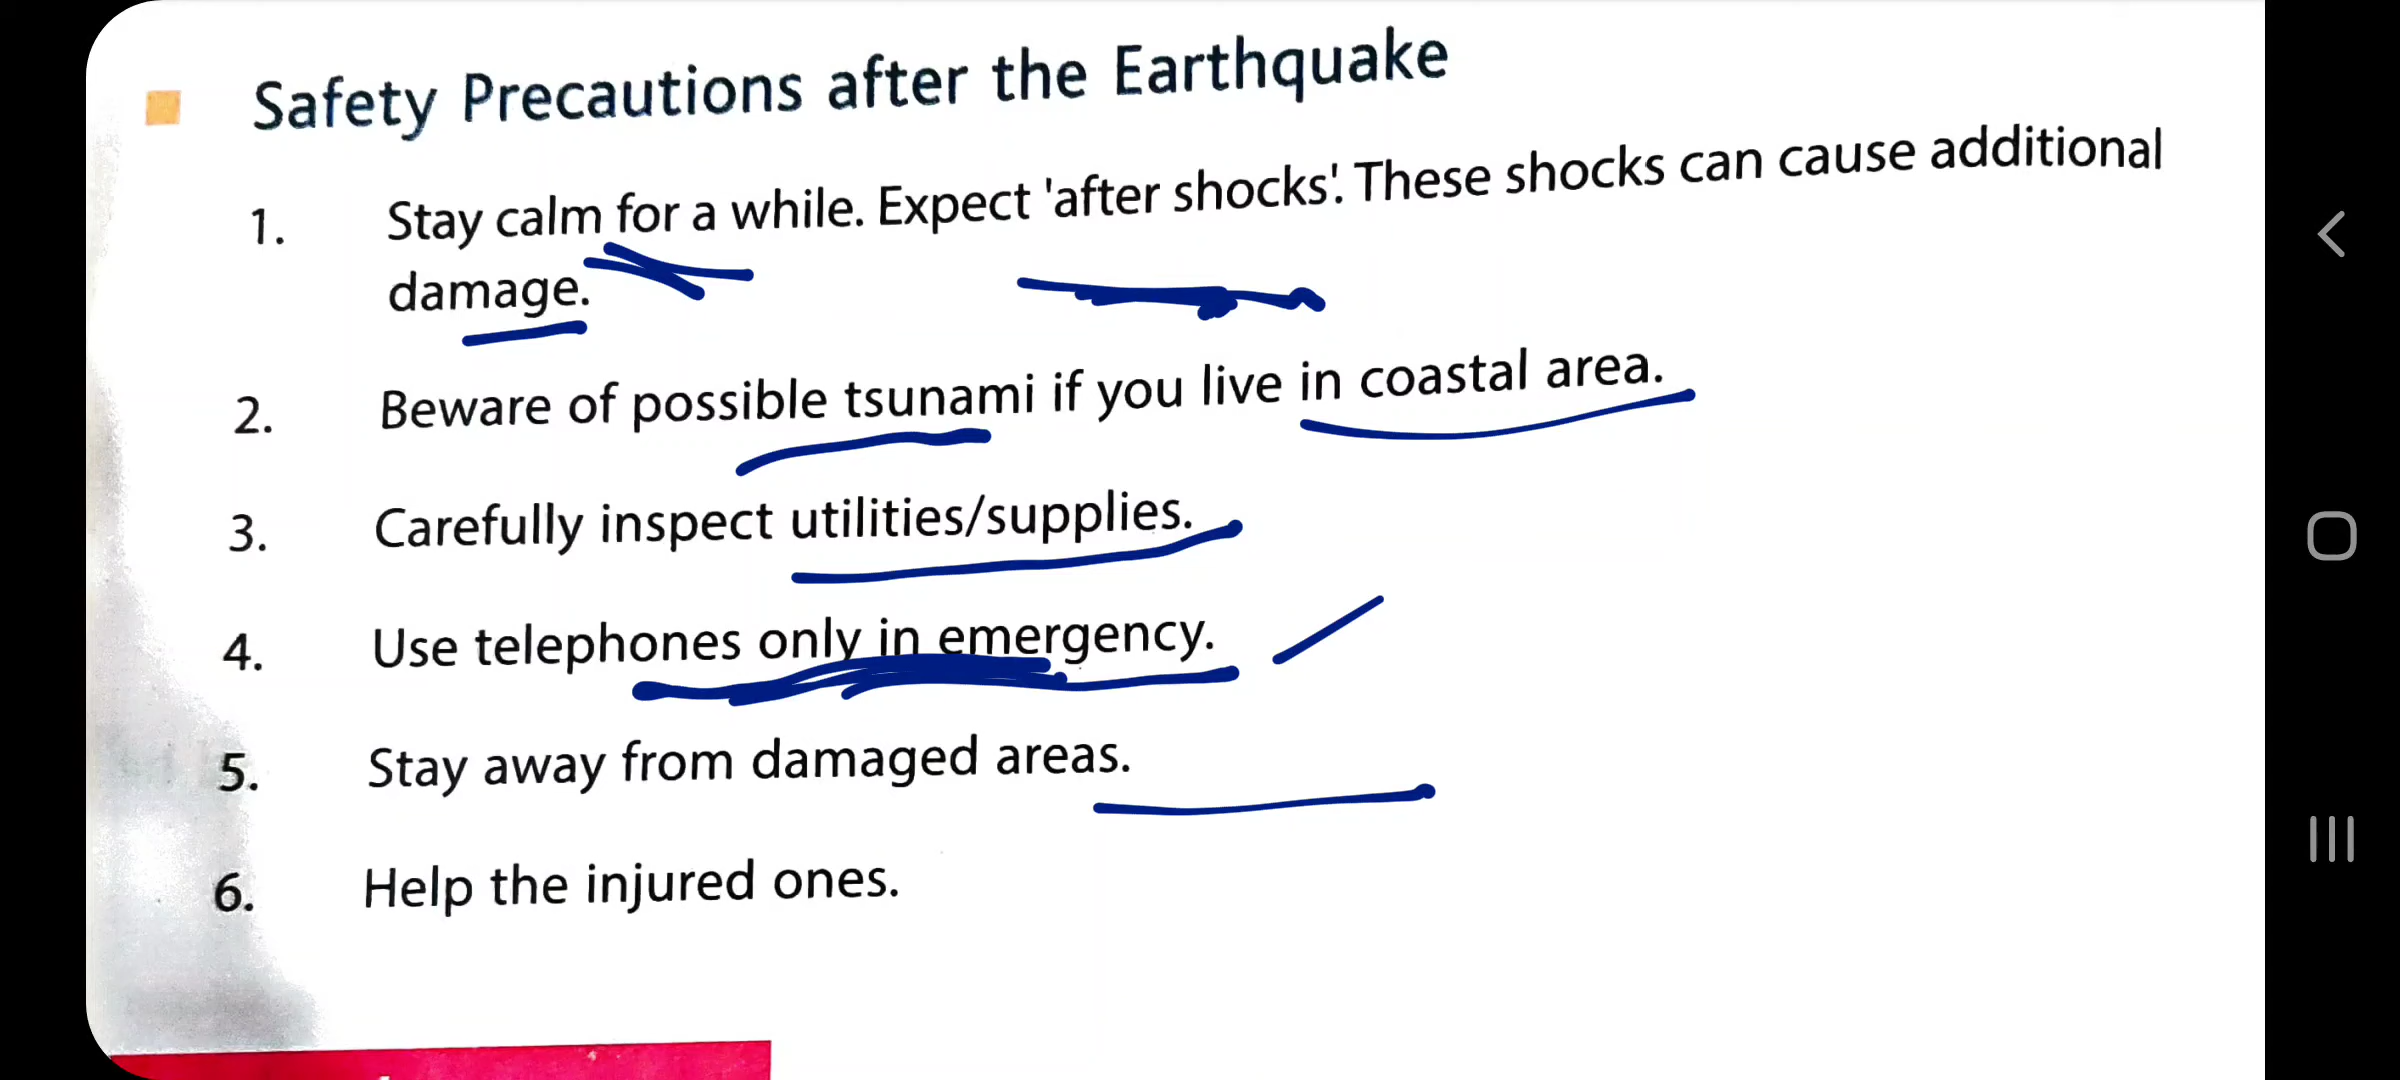 Safety Precautions after the Earthquake
1. Stay calm for a while. Expect 'after shocks'. These shocks can cause additional
damage.
2. Beware of possible tsunami if you live in coastal area.
3. Carefully inspect utilities/supplies.
4. Use telephones only in emergency.
5. Stay away from damaged areas.
6. Help the injured ones.